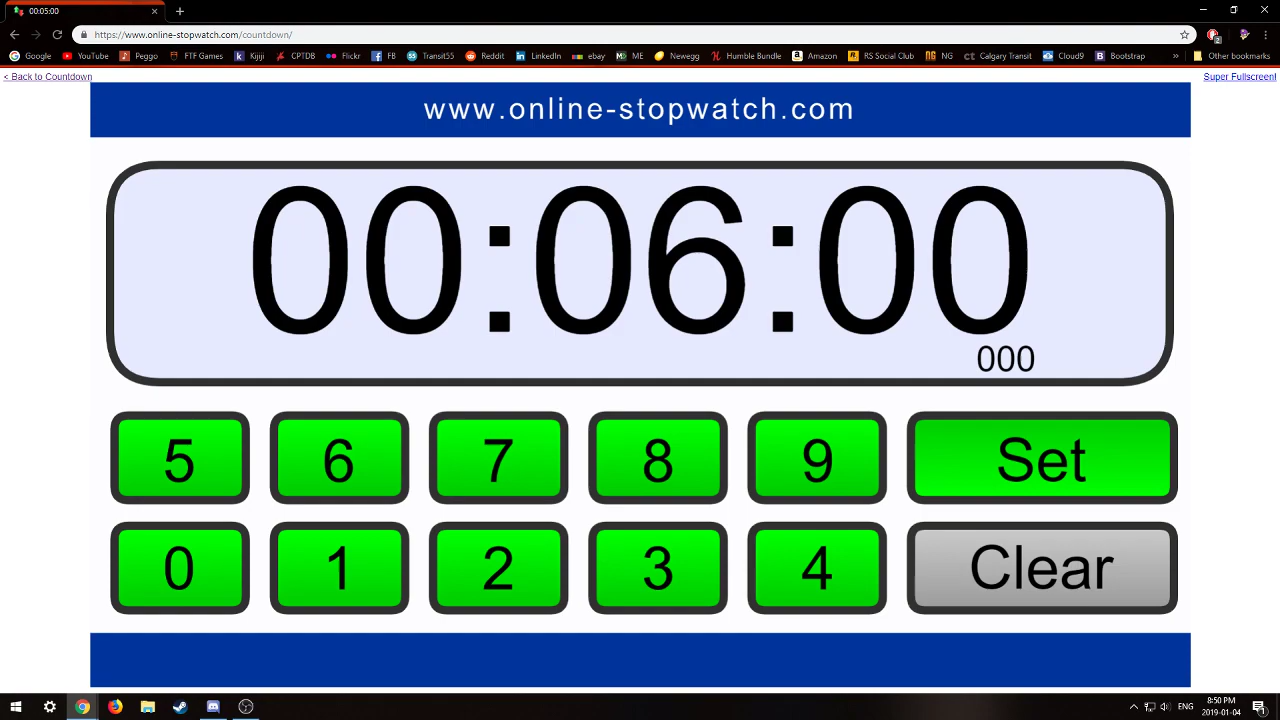 00:05:00
https://www.online-stopwatch.com/countdown/
Google YouTube Peggo FTF Games Kijiji CPTDB Flickr FB Transit55 Reddit LinkedIn ebay ME Newegg Humble Bundle Amazon RS Social Club NG Calgary Transit Cloud9 Bootstrap » Other bookmarks
< Back to Countdown
Super Fullscreen!
www.online-stopwatch.com
00:06:00
000
5 6 7 8 9 Set
0 1 2 3 4 Clear
ENG
8:50 PM
2019-01-04